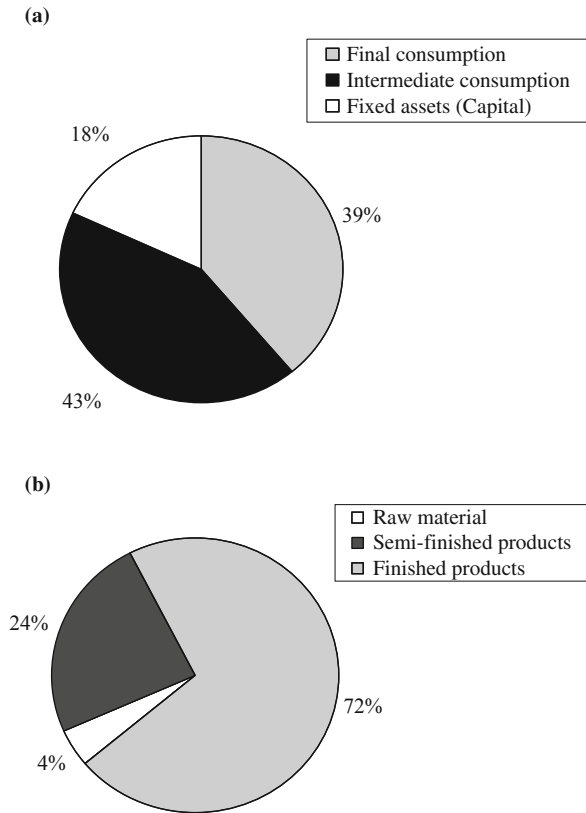 (a)
Final consumption
Intermediate consumption
Fixed assets (Capital)
18%
39%
43%
(b)
Raw material
Semi-finished products
Finished products
24%
72%
4%